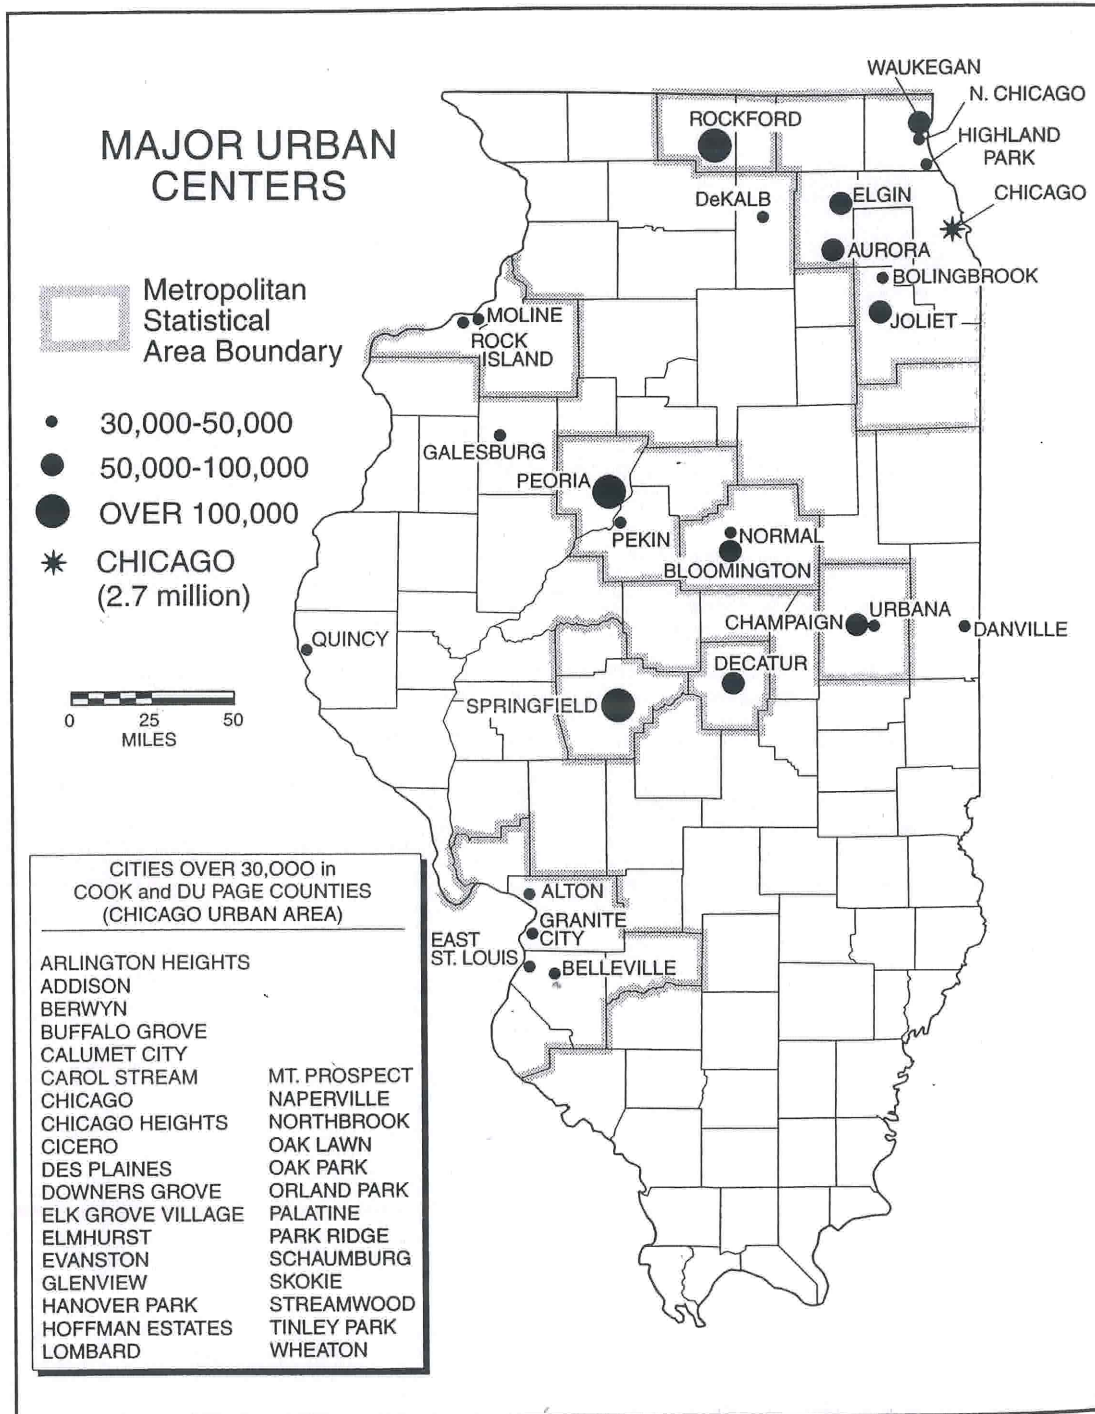 MAJOR URBAN
CENTERS
Metropolitan
Statistical
Area Boundary
30,000-50,000
50,000-100,000
OVER 100,000
CHICAGO
(2.7 million)
0 25 50
MILES
WAUKEGAN
N. CHICAGO
HIGHLAND
PARK
CHICAGO
ROCKFORD
DeKALB
ELGIN
AURORA
BOLINGBROOK
JOLIET
MOLINE
ROCK
ISLAND
GALESBURG
PEORIA
PEKIN
NORMAL
BLOOMINGTON
CHAMPAIGN
URBANA
DANVILLE
QUINCY
DECATUR
SPRINGFIELD
ALTON
GRANITE
CITY
EAST
ST. LOUIS
BELLEVILLE
CITIES OVER 30,OOO in
COOK and DU PAGE COUNTIES
(CHICAGO URBAN AREA)
ARLINGTON HEIGHTS
ADDISON
BERWYN
BUFFALO GROVE
CALUMET CITY
CAROL STREAM
CHICAGO
CHICAGO HEIGHTS
CICERO
DES PLAINES
DOWNERS GROVE
ELK GROVE VILLAGE
ELMHURST
EVANSTON
GLENVIEW
HANOVER PARK
HOFFMAN ESTATES
LOMBARD
MT. PROSPECT
NAPERVILLE
NORTHBROOK
OAK LAWN
OAK PARK
ORLAND PARK
PALATINE
PARK RIDGE
SCHAUMBURG
SKOKIE
STREAMWOOD
TINLEY PARK
WHEATON